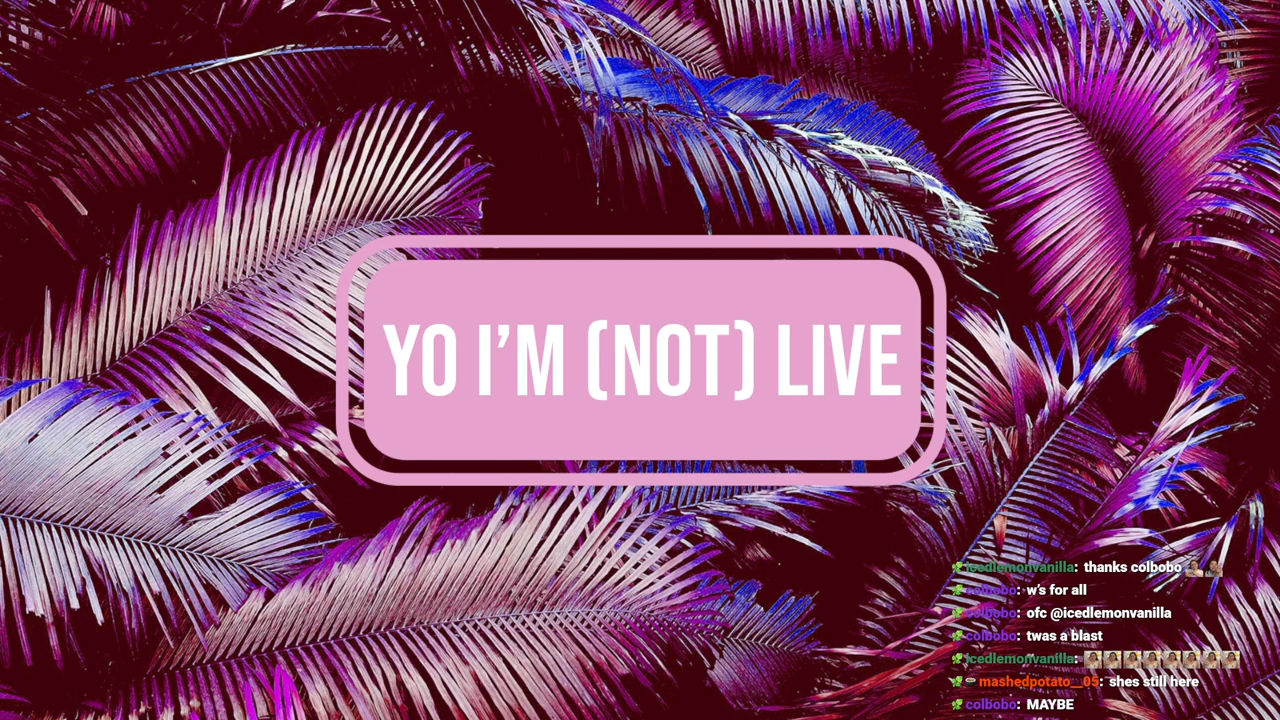 YO I'M (NOT) LIVE
icedlemonvanilla: thanks colbobo
colbobo: w's for all
colbobo: ofc @icedlemonvanilla
colbobo: twas a blast
icedlemonvanilla:
mashedpotato__05: shes still here
colbobo: MAYBE